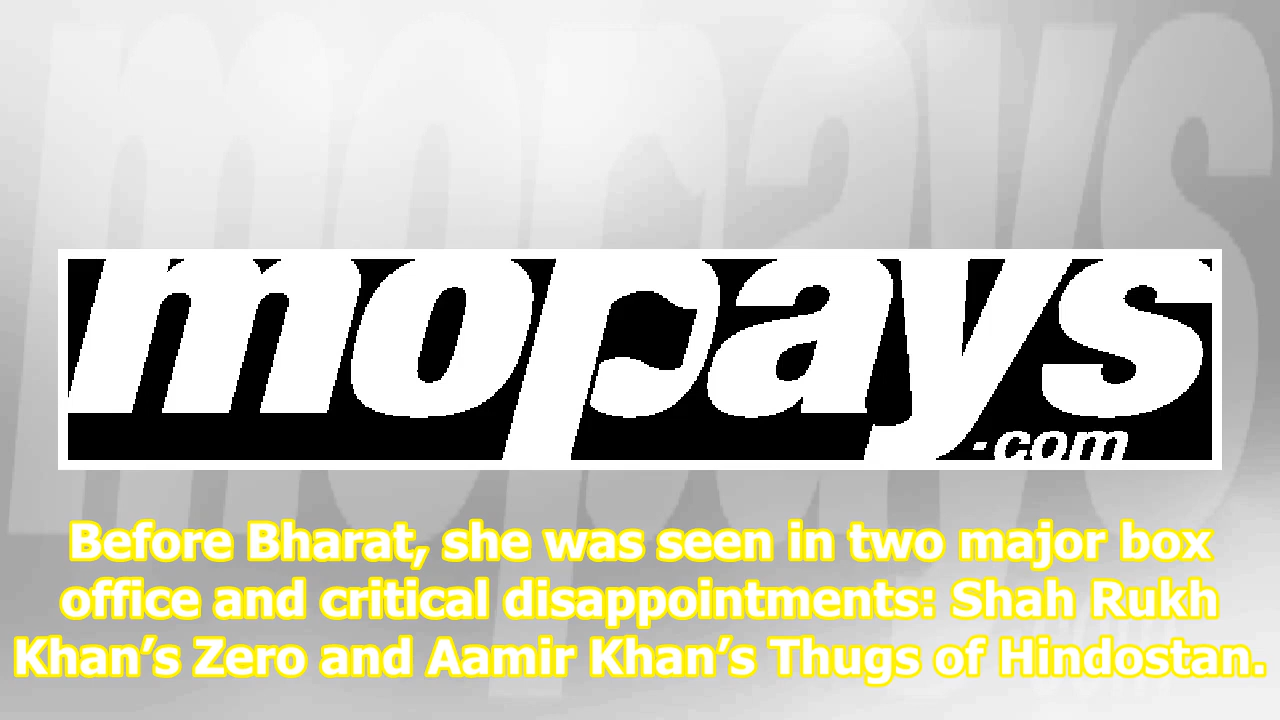 mopays
.com
Before Bharat, she was seen in two major box
office and critical disappointments: Shah Rukh
Khan’s Zero and Aamir Khan’s Thugs of Hindostan.